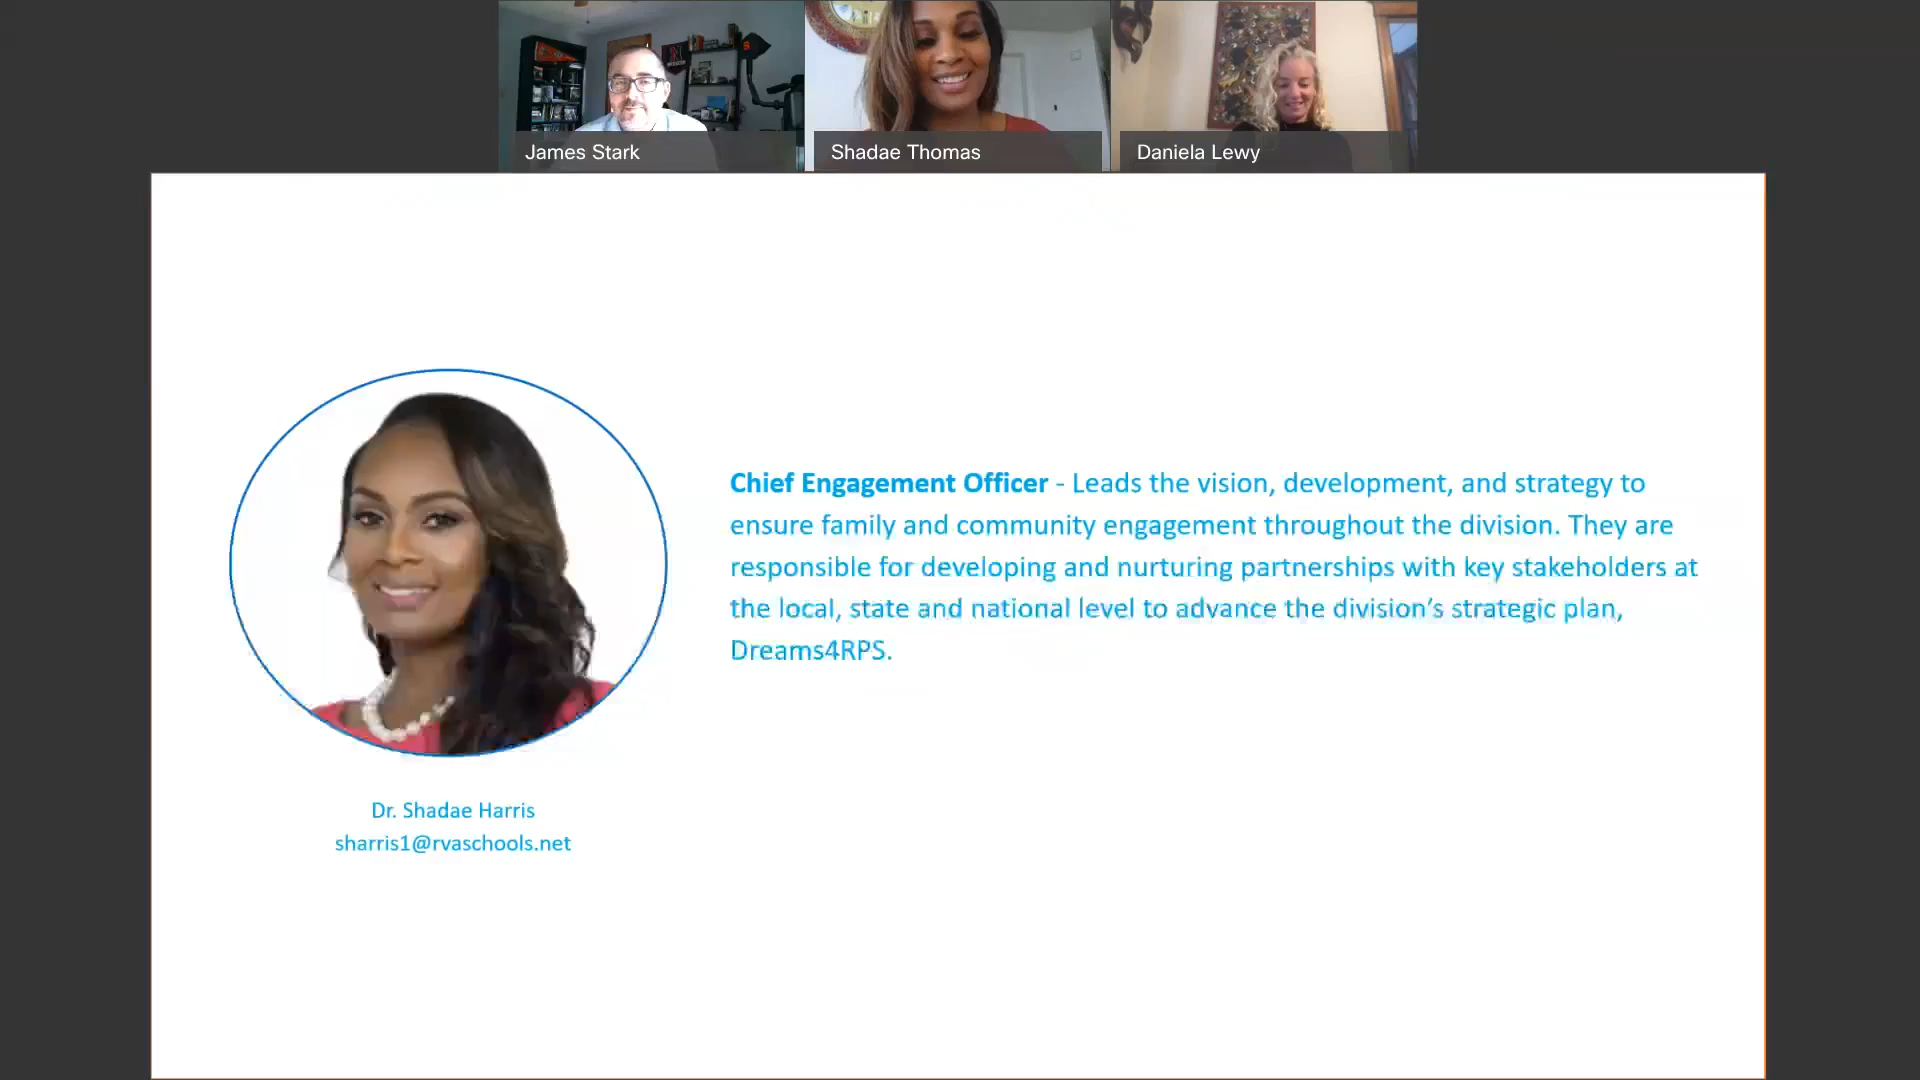 James Stark
Shadae Thomas
Daniela Lewy
Chief Engagement Officer - Leads the vision, development, and strategy to
ensure family and community engagement throughout the division. They are
responsible for developing and nurturing partnerships with key stakeholders at
the local, state and national level to advance the division’s strategic plan,
Dreams4RPS.
Dr. Shadae Harris
sharris1@rvaschools.net